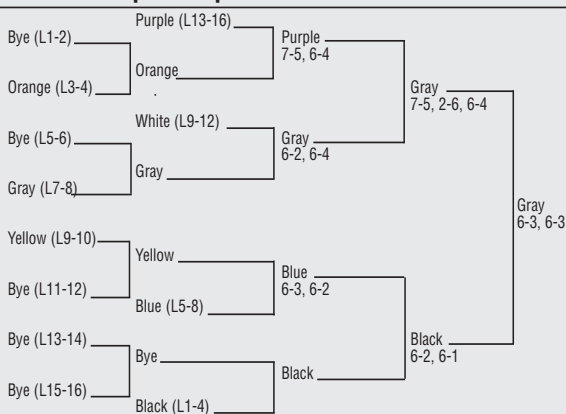 Bye (L1-2)
Orange (L3-4)
Bye (L5-6)
Gray (L7-8)
Yellow (L9-10)
Bye (L11-12)
Bye (L13-14)
Bye (L15-16)
Purple (L13-16)
Orange
White (L9-12)
Gray
Yellow
Blue (L5-8)
Bye
Black (L1-4)
Purple
7-5, 6-4
Gray
6-2, 6-4
Blue
6-3, 6-2
Black
Gray
7-5, 2-6, 6-4
Black
6-2, 6-1
Gray
6-3, 6-3